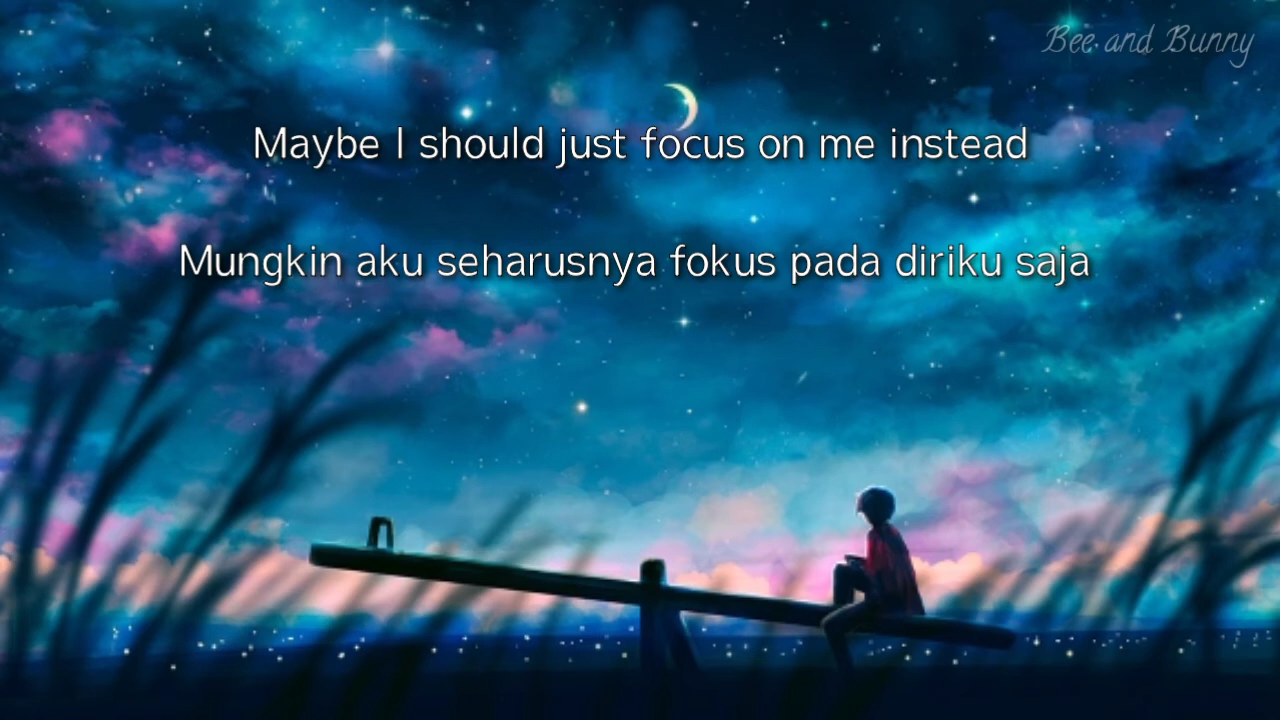 Bee and Bunny
Maybe I should just focus on me instead
Mungkin aku seharusnya fokus pada diriku saja